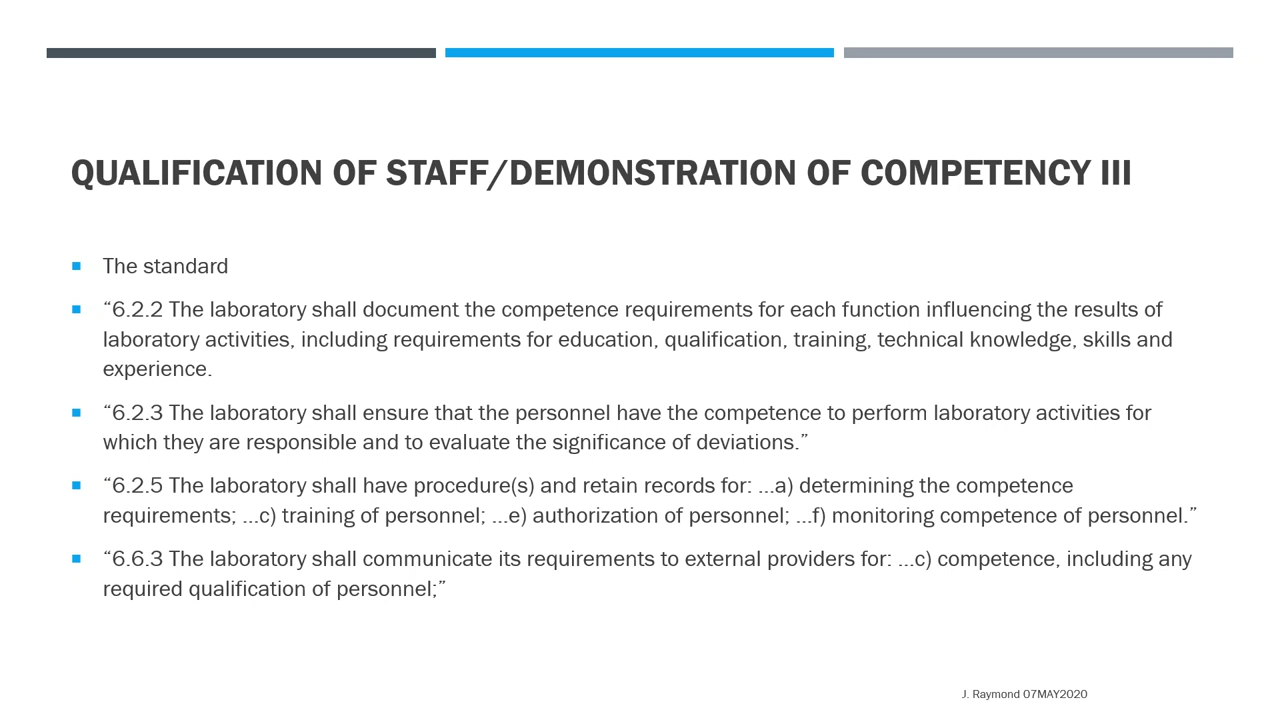 QUALIFICATION OF STAFF/DEMONSTRATION OF COMPETENCY III
The standard
“6.2.2 The laboratory shall document the competence requirements for each function influencing the results of
laboratory activities, including requirements for education, qualification, training, technical knowledge, skills and
experience.
“6.2.3 The laboratory shall ensure that the personnel have the competence to perform laboratory activities for
which they are responsible and to evaluate the significance of deviations.”
“6.2.5 The laboratory shall have procedure(s) and retain records for: …a) determining the competence
requirements; …c) training of personnel; …e) authorization of personnel; …f) monitoring competence of personnel.”
“6.6.3 The laboratory shall communicate its requirements to external providers for: …c) competence, including any
required qualification of personnel;”
J. Raymond 07MAY2020